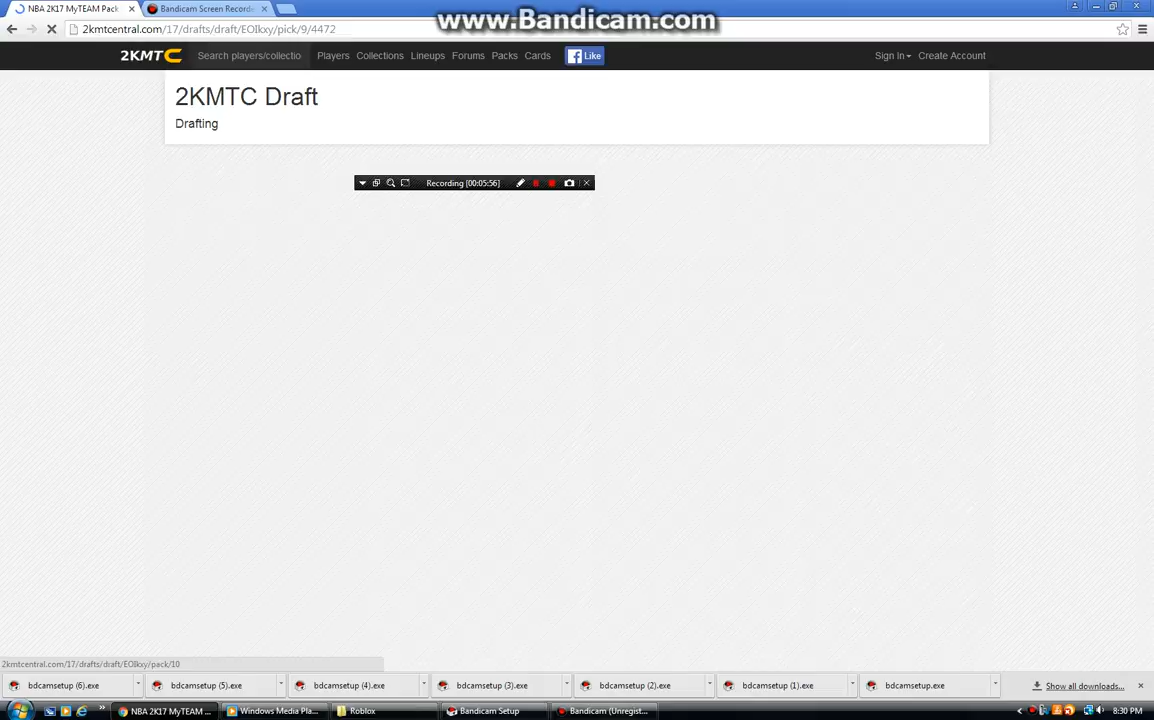 www.Bandicam.com
NBA 2K17 MyTEAM Pack
Bandicam Screen Recorde
2kmtcentral.com/17/drafts/draft/EOIkxy/pick/9/4472
2KMTC
Search players/collectio
Players
Collections
Lineups
Forums
Packs
Cards
Like
Sign In
Create Account
2KMTC Draft
Drafting
Recording [00:05:56]
2kmtcentral.com/17/drafts/draft/EOIkxy/pack/10
bdcamsetup (6).exe
bdcamsetup (5).exe
bdcamsetup (4).exe
bdcamsetup (3).exe
bdcamsetup (2).exe
bdcamsetup (1).exe
bdcamsetup.exe
Show all downloads...
NBA 2K17 MyTEAM ...
Windows Media Pla...
Roblox
Bandicam Setup
Bandicam (Unregist...
8:30 PM